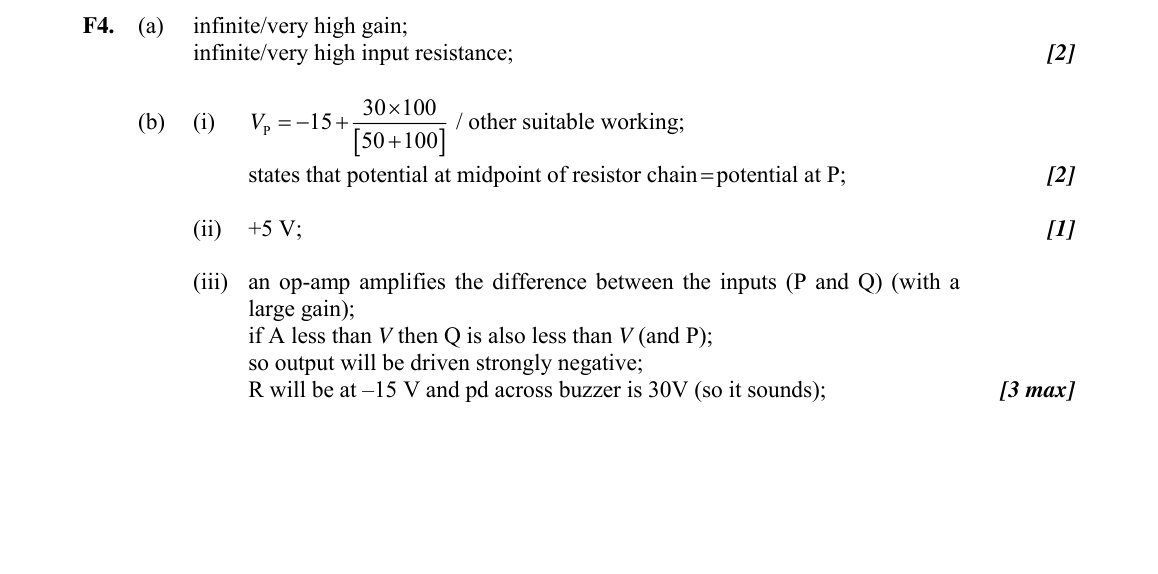 F4. (a) infinite/very high gain;
infinite/very high input resistance; [2]
(b) (i) V_P = −15 + 30×100 / [50+100] / other suitable working;
states that potential at midpoint of resistor chain = potential at P; [2]
(ii) +5 V; [1]
(iii) an op-amp amplifies the difference between the inputs (P and Q) (with a
large gain);
if A less than V then Q is also less than V (and P);
so output will be driven strongly negative;
R will be at –15 V and pd across buzzer is 30V (so it sounds); [3 max]